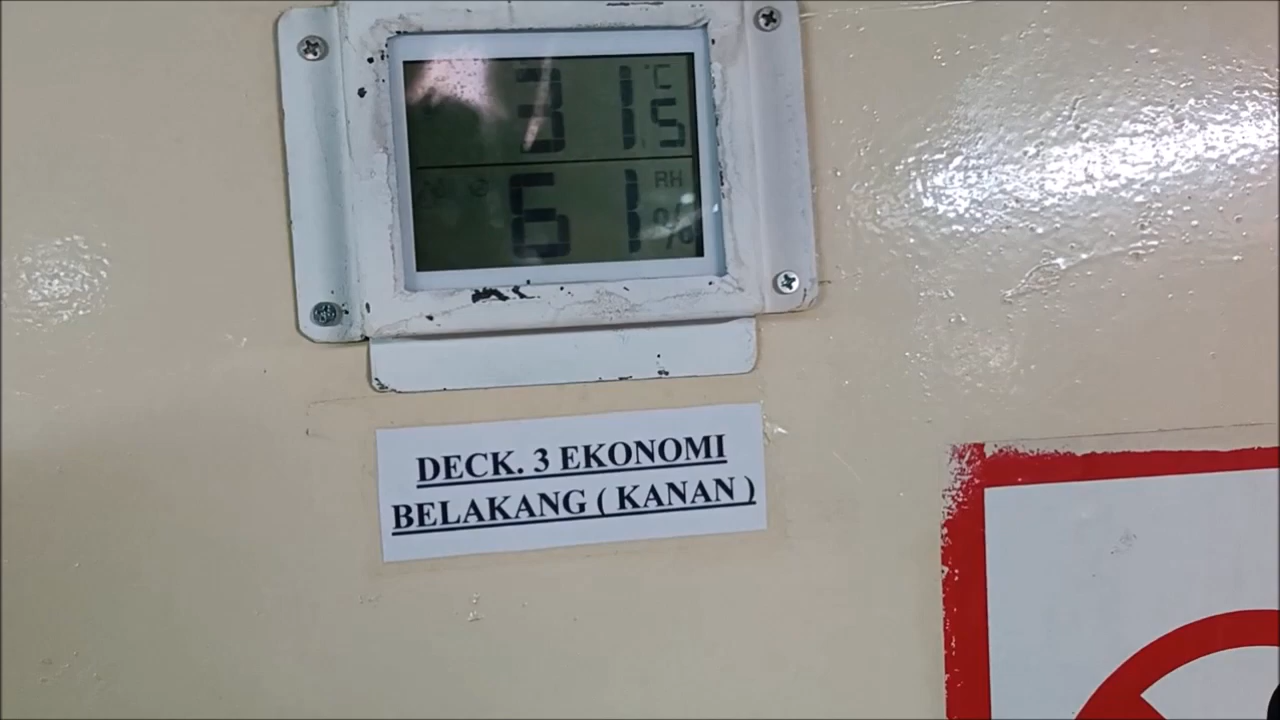 31.5 °C
61 RH %
DECK. 3 EKONOMI
BELAKANG ( KANAN )